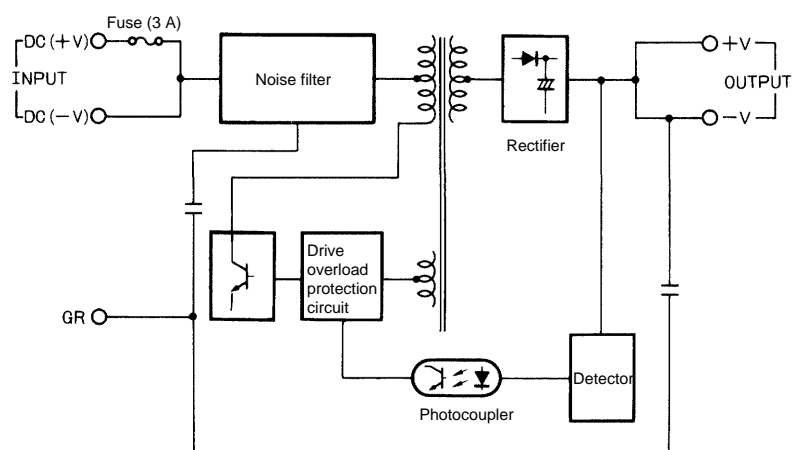 Fuse (3 A)
DC (+V)
INPUT
DC (−V)
Noise filter
Rectifier
+V
OUTPUT
−V
Drive
overload
protection
circuit
GR
Photocoupler
Detector